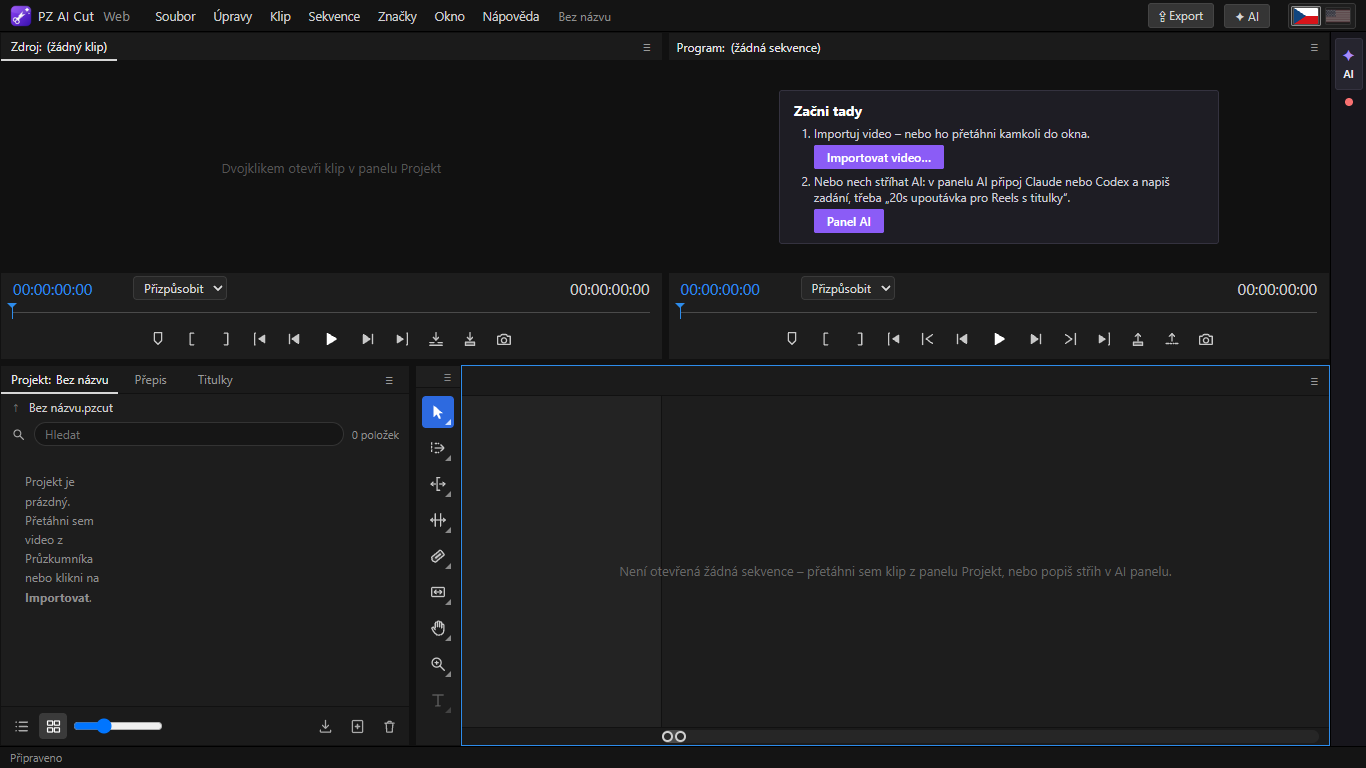 PZ AI Cut Web Soubor Úpravy Klip Sekvence Značky Okno Nápověda Bez názvu Export AI
Zdroj: (žádný klip)
Program: (žádná sekvence)
AI
Dvojklikem otevři klip v panelu Projekt
Začni tady
1. Importuj video – nebo ho přetáhni kamkoli do okna.
Importovat video...
2. Nebo nech stříhat AI: v panelu AI připoj Claude nebo Codex a napiš
zadání, třeba „20s upoutávka pro Reels s titulky“.
Panel AI
00:00:00:00 Přizpůsobit 00:00:00:00
00:00:00:00 Přizpůsobit 00:00:00:00
Projekt: Bez názvu Přepis Titulky
Bez názvu.pzcut
Hledat 0 položek
Projekt je
prázdný.
Přetáhni sem
video z
Průzkumníka
nebo klikni na
Importovat.
Není otevřená žádná sekvence – přetáhni sem klip z panelu Projekt, nebo popiš střih v AI panelu.
Připraveno